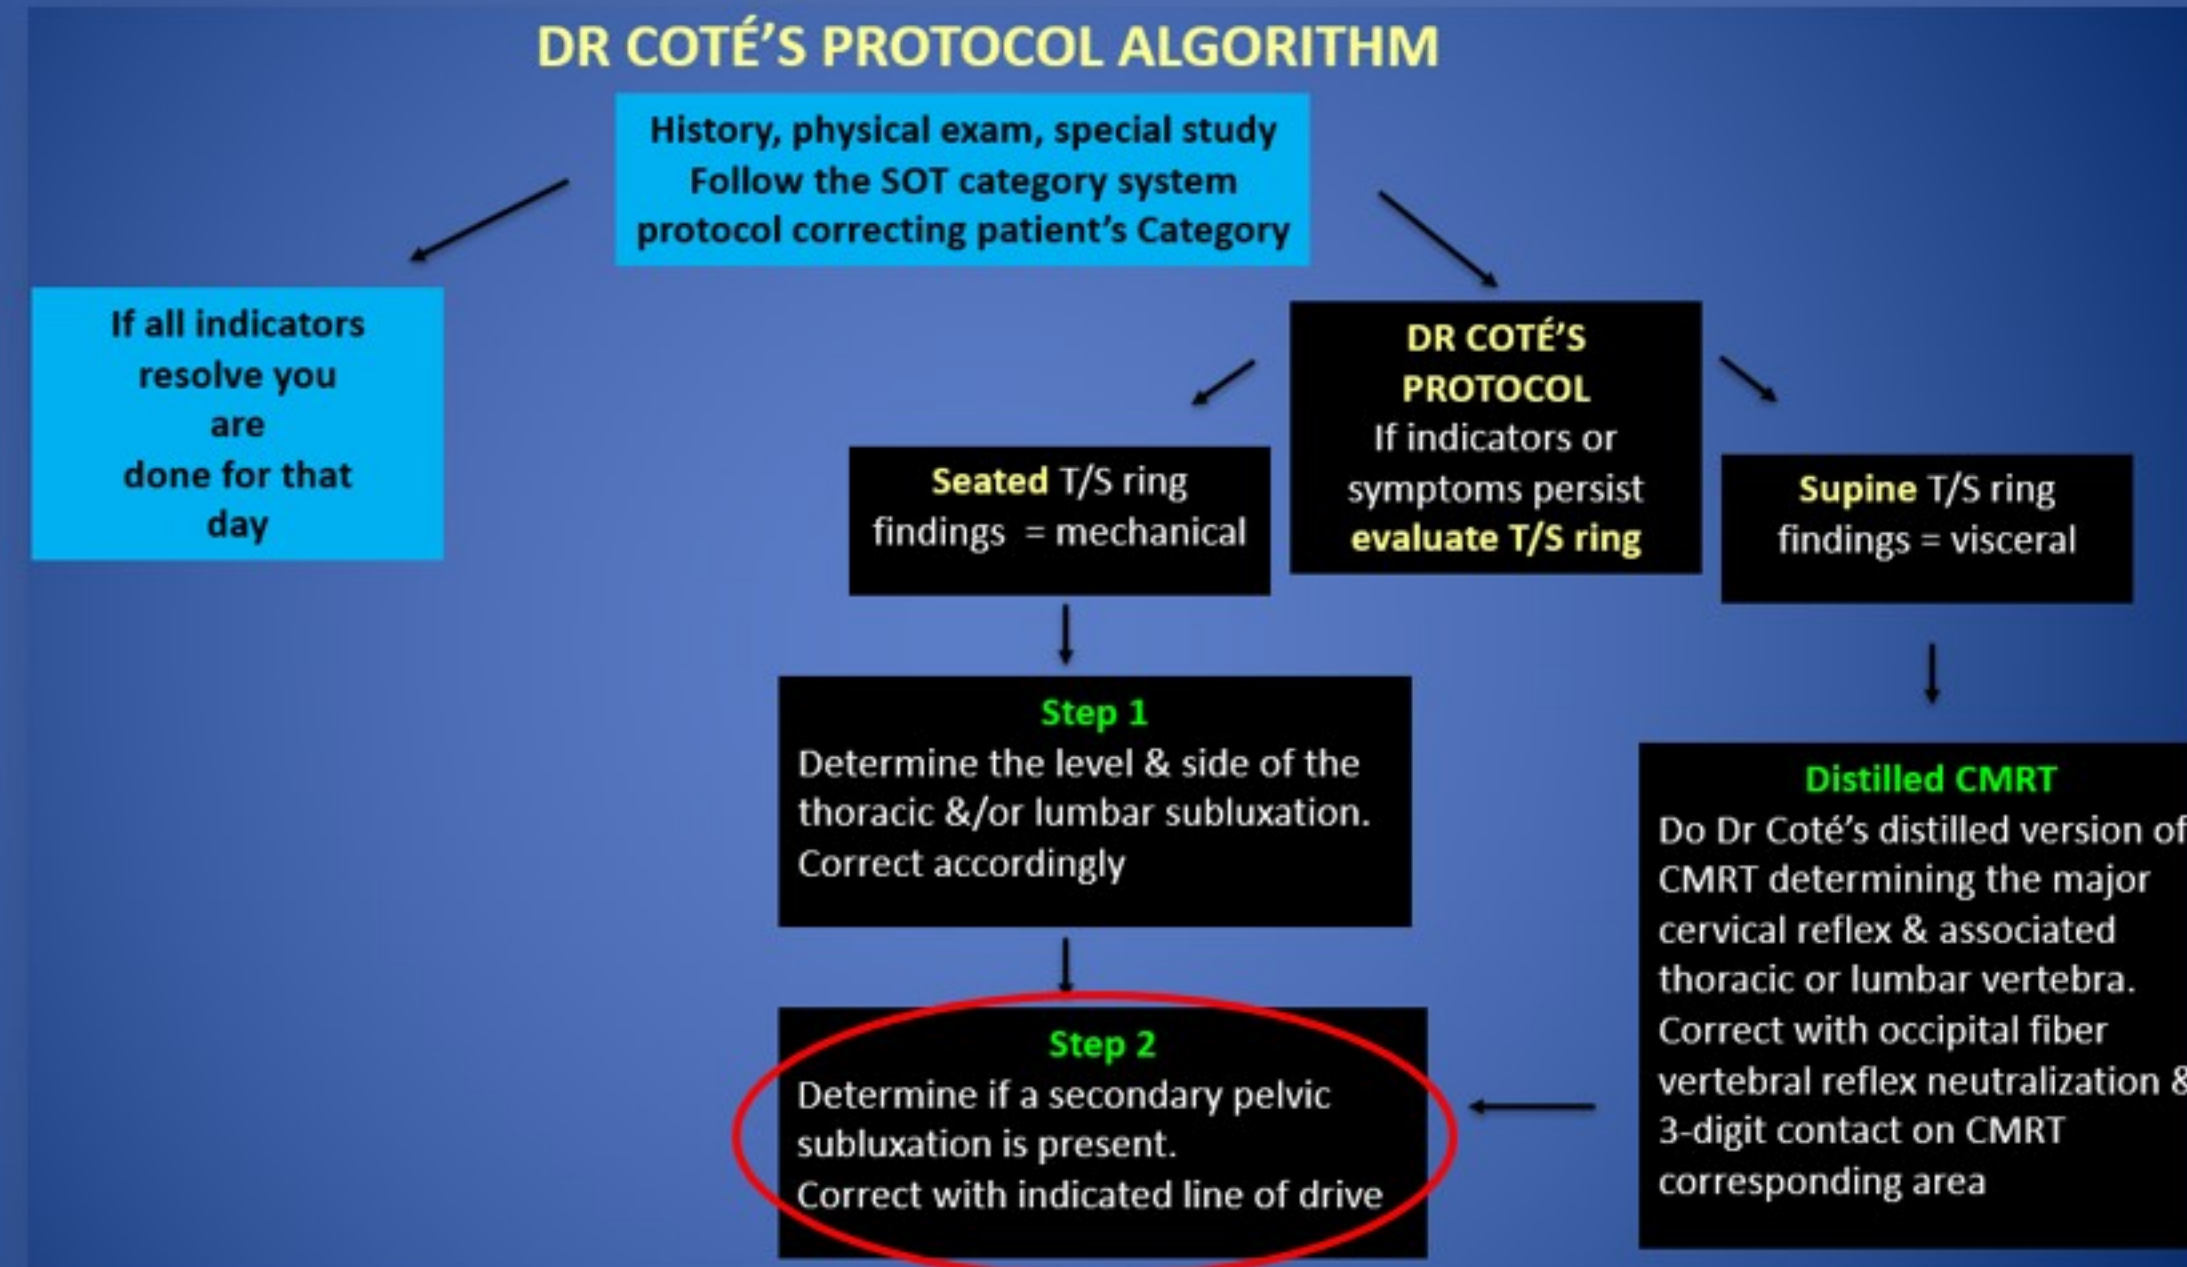 DR COTÉ'S PROTOCOL ALGORITHM
History, physical exam, special study
Follow the SOT category system
protocol correcting patient's Category
If all indicators
resolve you
are
done for that
day
DR COTÉ'S
PROTOCOL
If indicators or
symptoms persist
evaluate T/S ring
Seated T/S ring
findings = mechanical
Supine T/S ring
findings = visceral
Step 1
Determine the level & side of the
thoracic &/or lumbar subluxation.
Correct accordingly
Step 2
Determine if a secondary pelvic
subluxation is present.
Correct with indicated line of drive
Distilled CMRT
Do Dr Coté's distilled version of
CMRT determining the major
cervical reflex & associated
thoracic or lumbar vertebra.
Correct with occipital fiber
vertebral reflex neutralization &
3-digit contact on CMRT
corresponding area